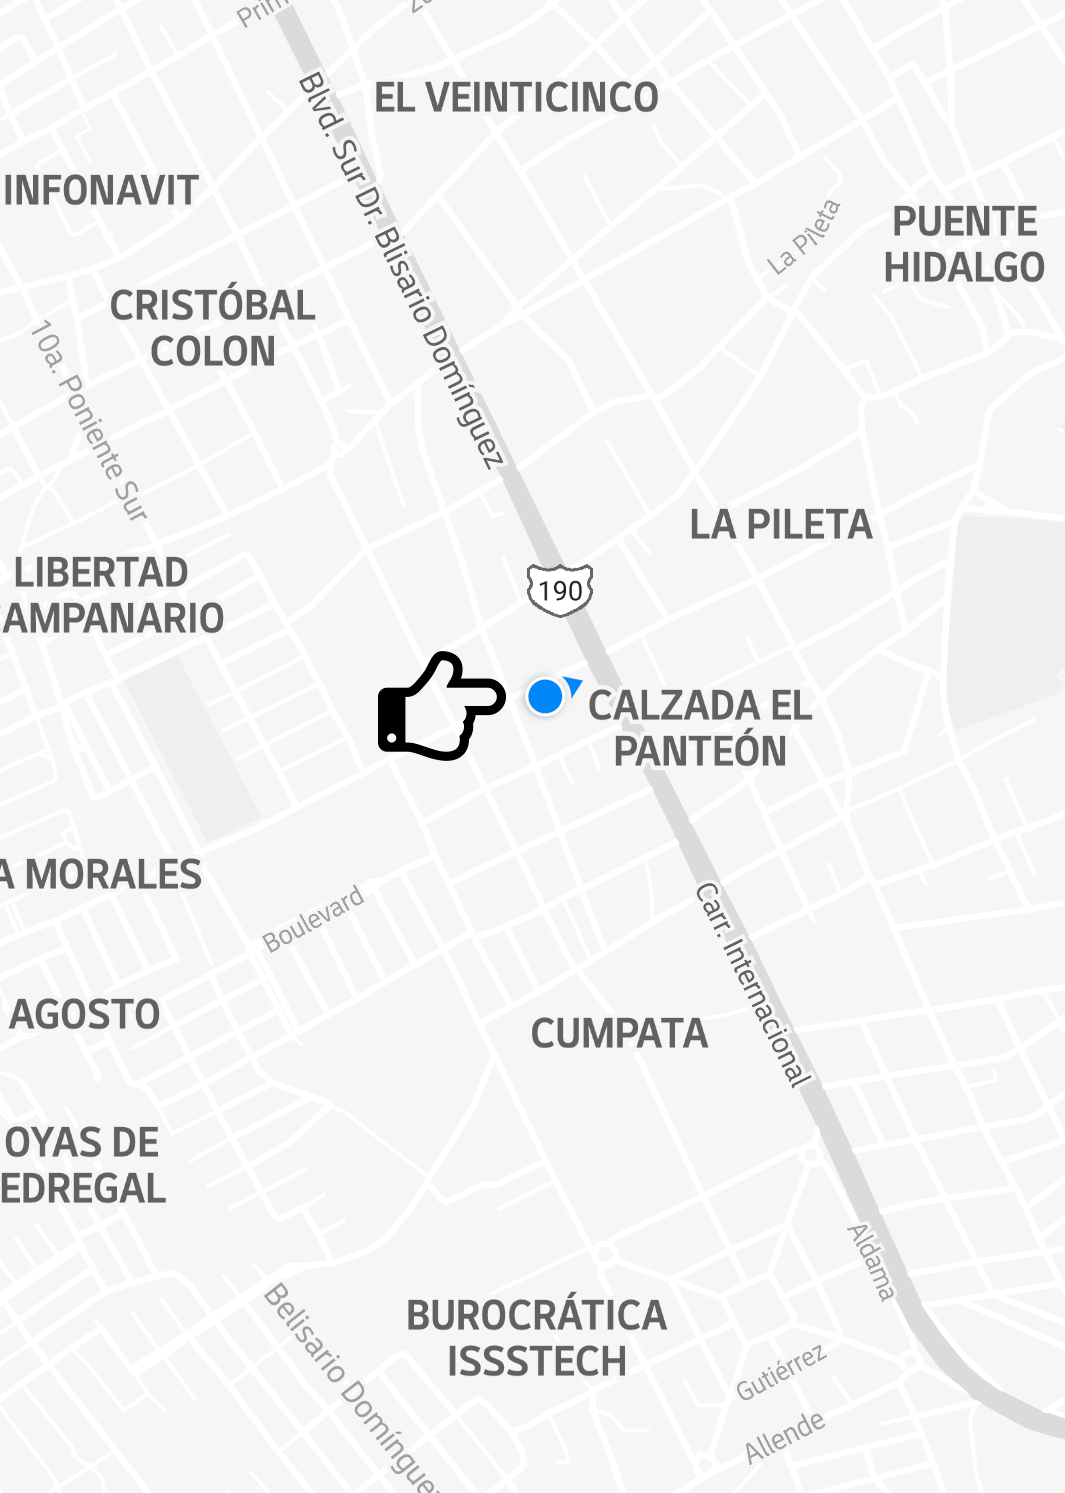 EL VEINTICINCO
Blvd. Sur Dr. Blisario Domínguez
INFONAVIT
La Pileta
PUENTE
HIDALGO
CRISTÓBAL
COLON
10a. Poniente Sur
LA PILETA
LIBERTAD
CAMPANARIO
190
CALZADA EL
PANTEÓN
MORALES
Boulevard
Carr. Internacional
AGOSTO
CUMPATA
OYAS DE
EDREGAL
Aldama
Belisario Domínguez
BUROCRÁTICA
ISSSTECH
Gutiérrez
Allende